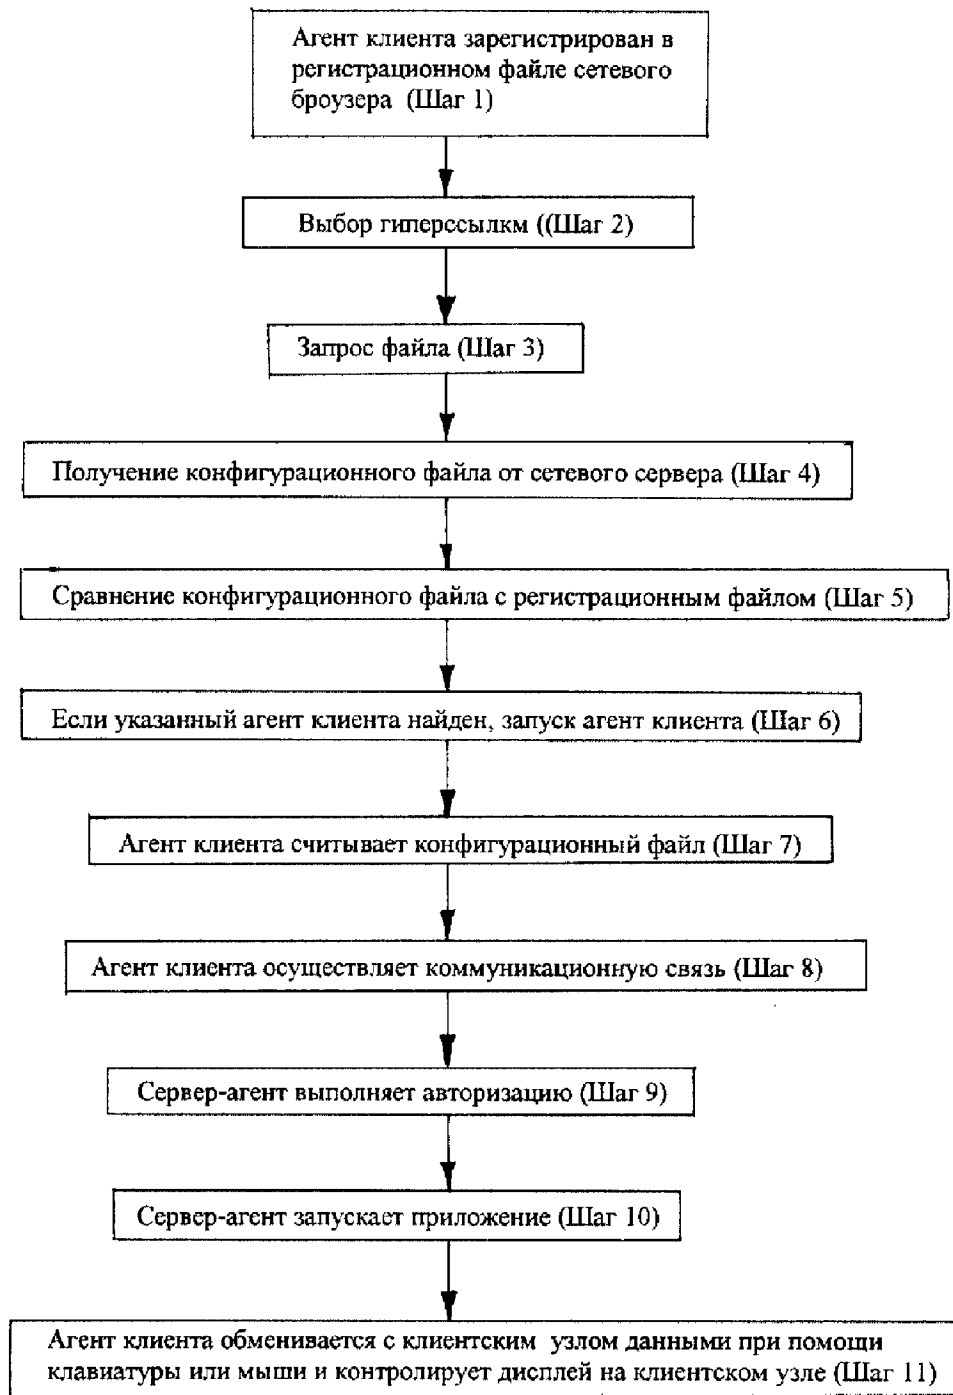 Агент клиента зарегистрирован в
регистрационном файле сетевого
броузера (Шаг 1)
Выбор гиперссылкм ((Шаг 2)
Запрос файла (Шаг 3)
Получение конфигурационного файла от сетевого сервера (Шаг 4)
Сравнение конфигурационного файла с регистрационным файлом (Шаг 5)
Если указанный агент клиента найден, запуск агент клиента (Шаг 6)
Агент клиента считывает конфигурационный файл (Шаг 7)
Агент клиента осуществляет коммуникационную связь (Шаг 8)
Сервер-агент выполняет авторизацию (Шаг 9)
Сервер-агент запускает приложение (Шаг 10)
Агент клиента обменивается с клиентским узлом данными при помощи
клавиатуры или мыши и контролирует дисплей на клиентском узле (Шаг 11)